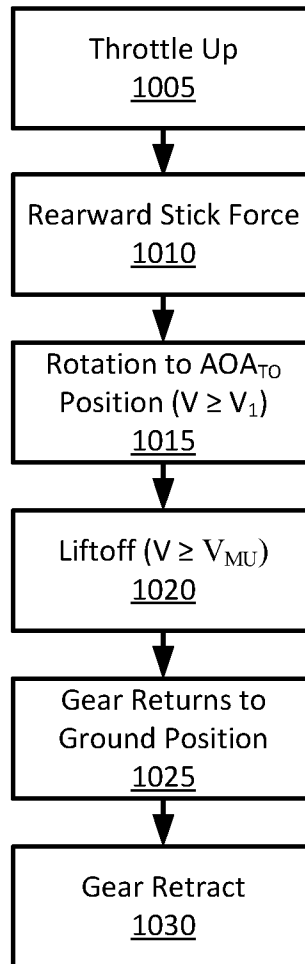 Throttle Up
1005
Rearward Stick Force
1010
Rotation to AOA_TO
Position (V ≥ V_1)
1015
Liftoff (V ≥ V_MU)
1020
Gear Returns to
Ground Position
1025
Gear Retract
1030